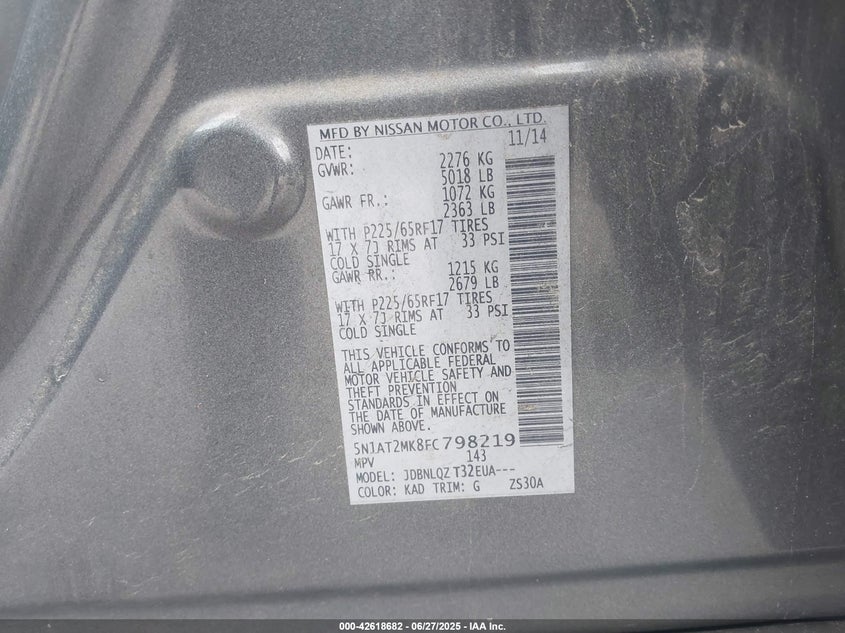 MFD BY NISSAN MOTOR CO., LTD.
DATE: 11/14
GVWR: 2276 KG
5018 LB
GAWR FR.: 1072 KG
2363 LB
WITH P225/65RF17 TIRES
17 X 7J RIMS AT 33 PSI
COLD SINGLE
GAWR RR.: 1215 KG
2679 LB
WITH P225/65RF17 TIRES
17 X 7J RIMS AT 33 PSI
COLD SINGLE
THIS VEHICLE CONFORMS TO
ALL APPLICABLE FEDERAL
MOTOR VEHICLE SAFETY AND
THEFT PREVENTION
STANDARDS IN EFFECT ON
THE DATE OF MANUFACTURE
SHOWN ABOVE.
5N1AT2MK8FC798219
MPV 143
MODEL: JDBNLQZ T32EUA---
COLOR: KAD TRIM: G ZS30A
000-42618682 - 06/27/2025 - IAA Inc.